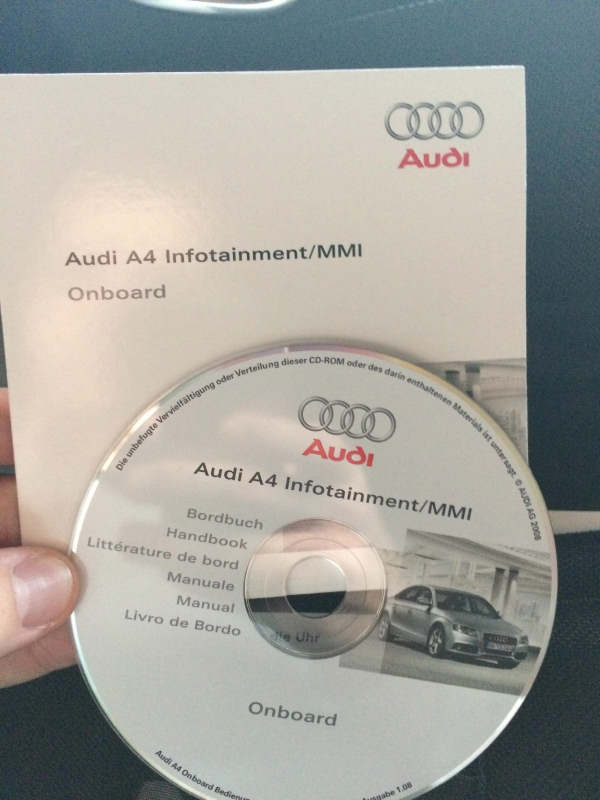 Audi
Audi A4 Infotainment/MMI
Onboard
Die unbefugte Vervielfältigung oder Verteilung dieser CD-ROM oder des darin enthaltenen Materials ist untersagt. © AUDI AG 2008
Audi
Audi A4 Infotainment/MMI
Bordbuch
Handbook
Littérature de bord
Manuale
Manual
Livro de Bordo
die Uhr
Onboard
Audi A4 Onboard
Ausgabe 1.08